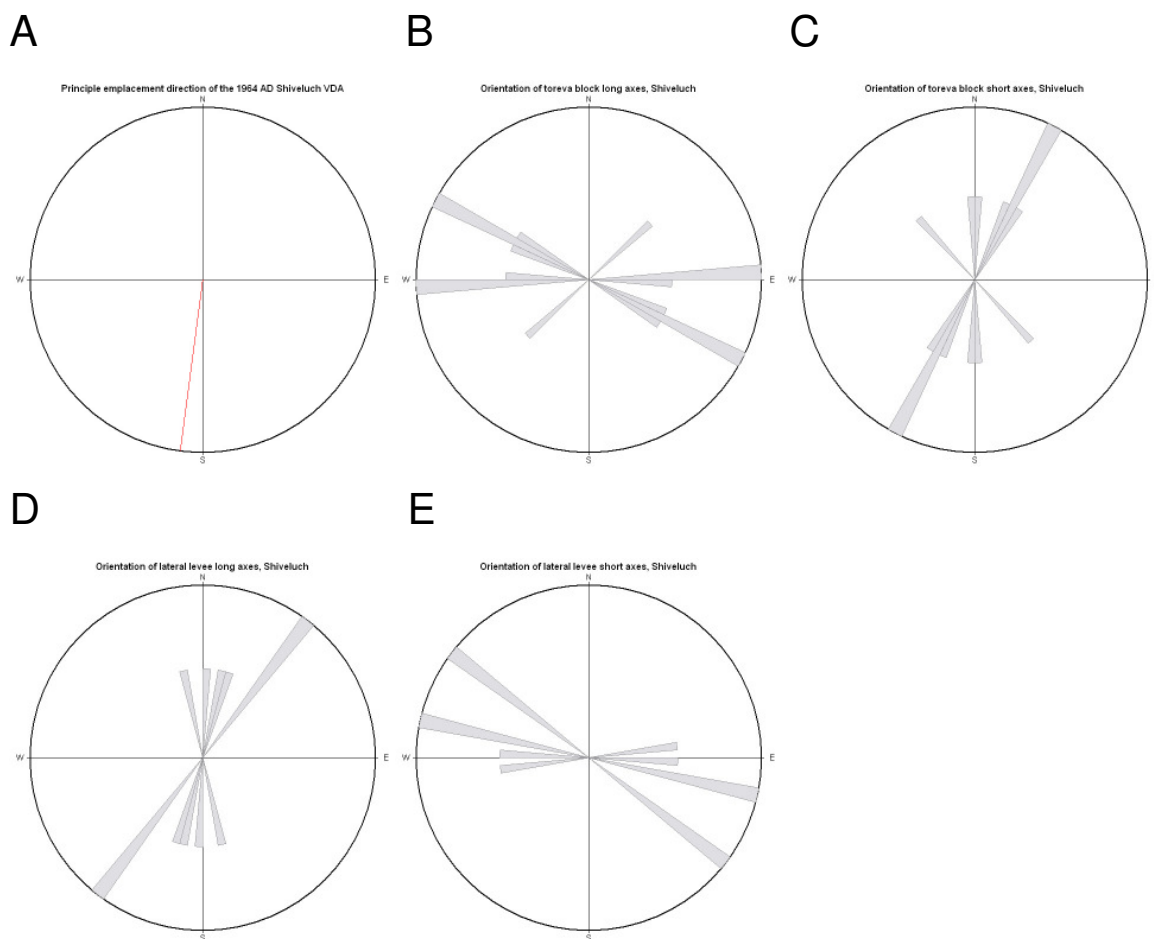 A
B
C
Principle emplacement direction of the 1964 AD Shiveluch VDA
Orientation of toreva block long axes, Shiveluch
Orientation of toreva block short axes, Shiveluch
N
N
N
W
E
W
E
W
S
S
S
D
E
Orientation of lateral levee long axes, Shiveluch
Orientation of lateral levee short axes, Shiveluch
N
N
W
E
W
E
S
S